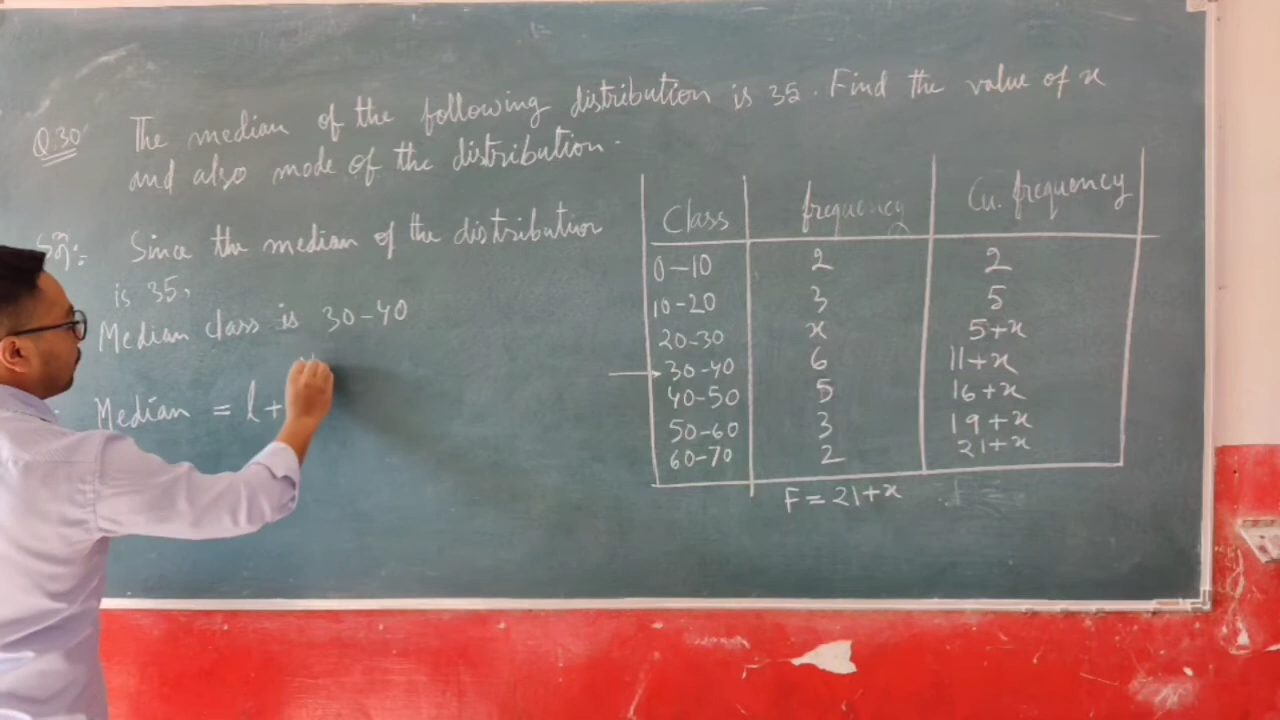 Q.30 The median of the following distribution is 35. Find the value of x
and also mode of the distribution.
Since the median of the distribution
is 35,
Median class is 30-40
Median = l+
Class frequency Cu. frequency
0-10 2 2
10-20 3 5
20-30 x 5+x
30-40 6 11+x
40-50 5 16+x
50-60 3 19+x
60-70 2 21+x
F = 21+x